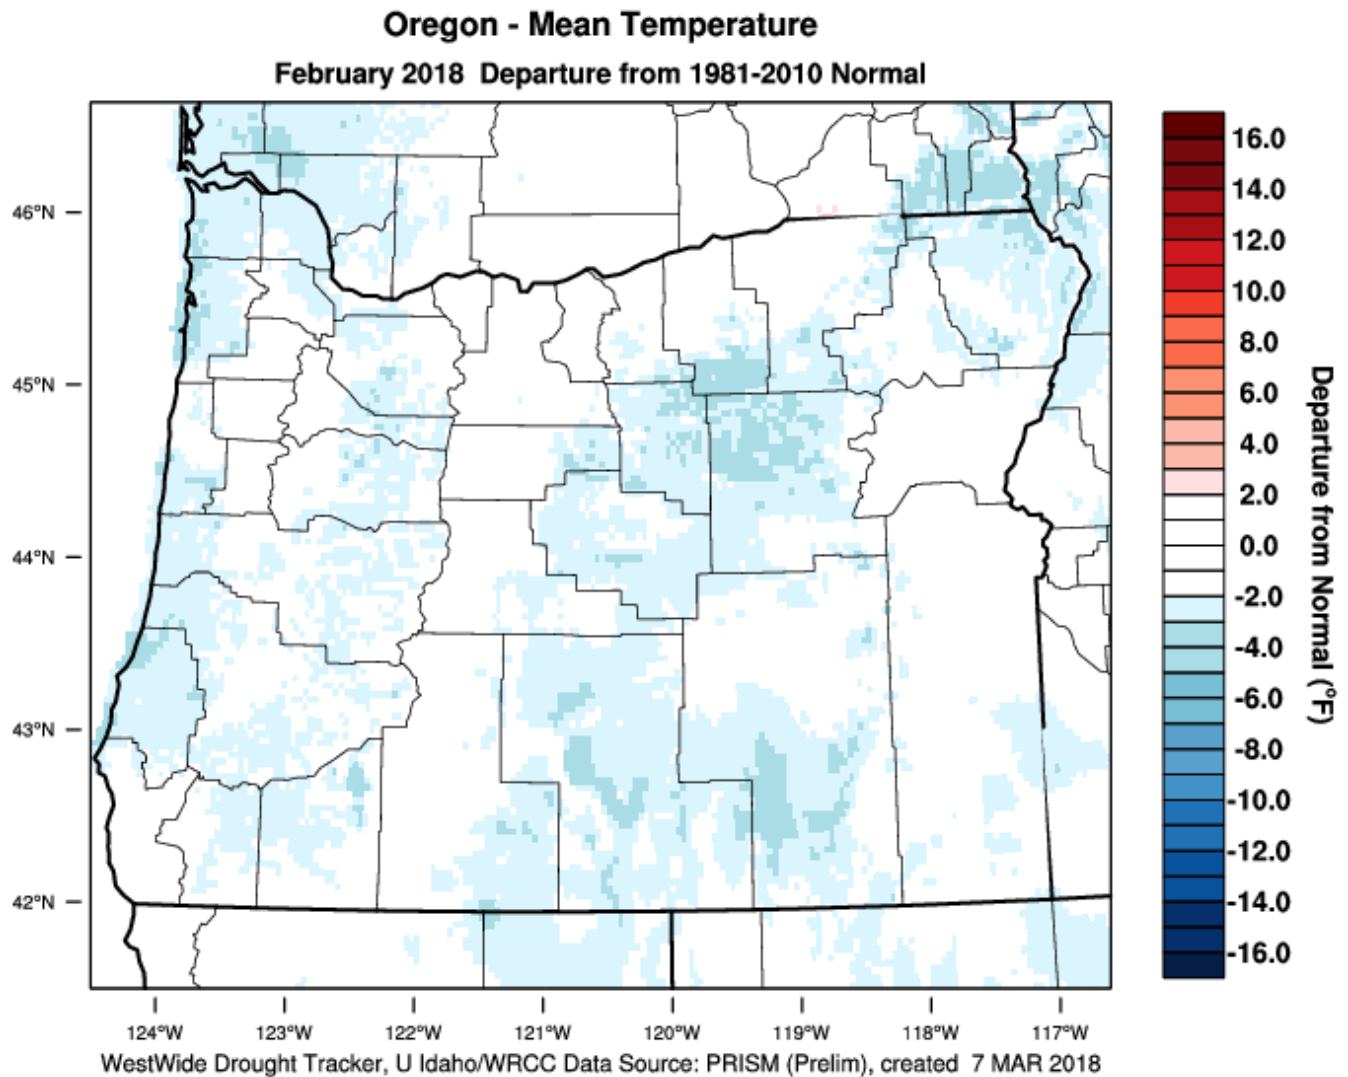 Oregon - Mean Temperature
February 2018  Departure from 1981-2010 Normal
46°N
45°N
44°N
43°N
42°N
124°W 123°W 122°W 121°W 120°W 119°W 118°W 117°W
16.0
14.0
12.0
10.0
8.0
6.0
4.0
2.0
0.0
-2.0
-4.0
-6.0
-8.0
-10.0
-12.0
-14.0
-16.0
Departure from Normal (°F)
WestWide Drought Tracker, U Idaho/WRCC Data Source: PRISM (Prelim), created  7 MAR 2018